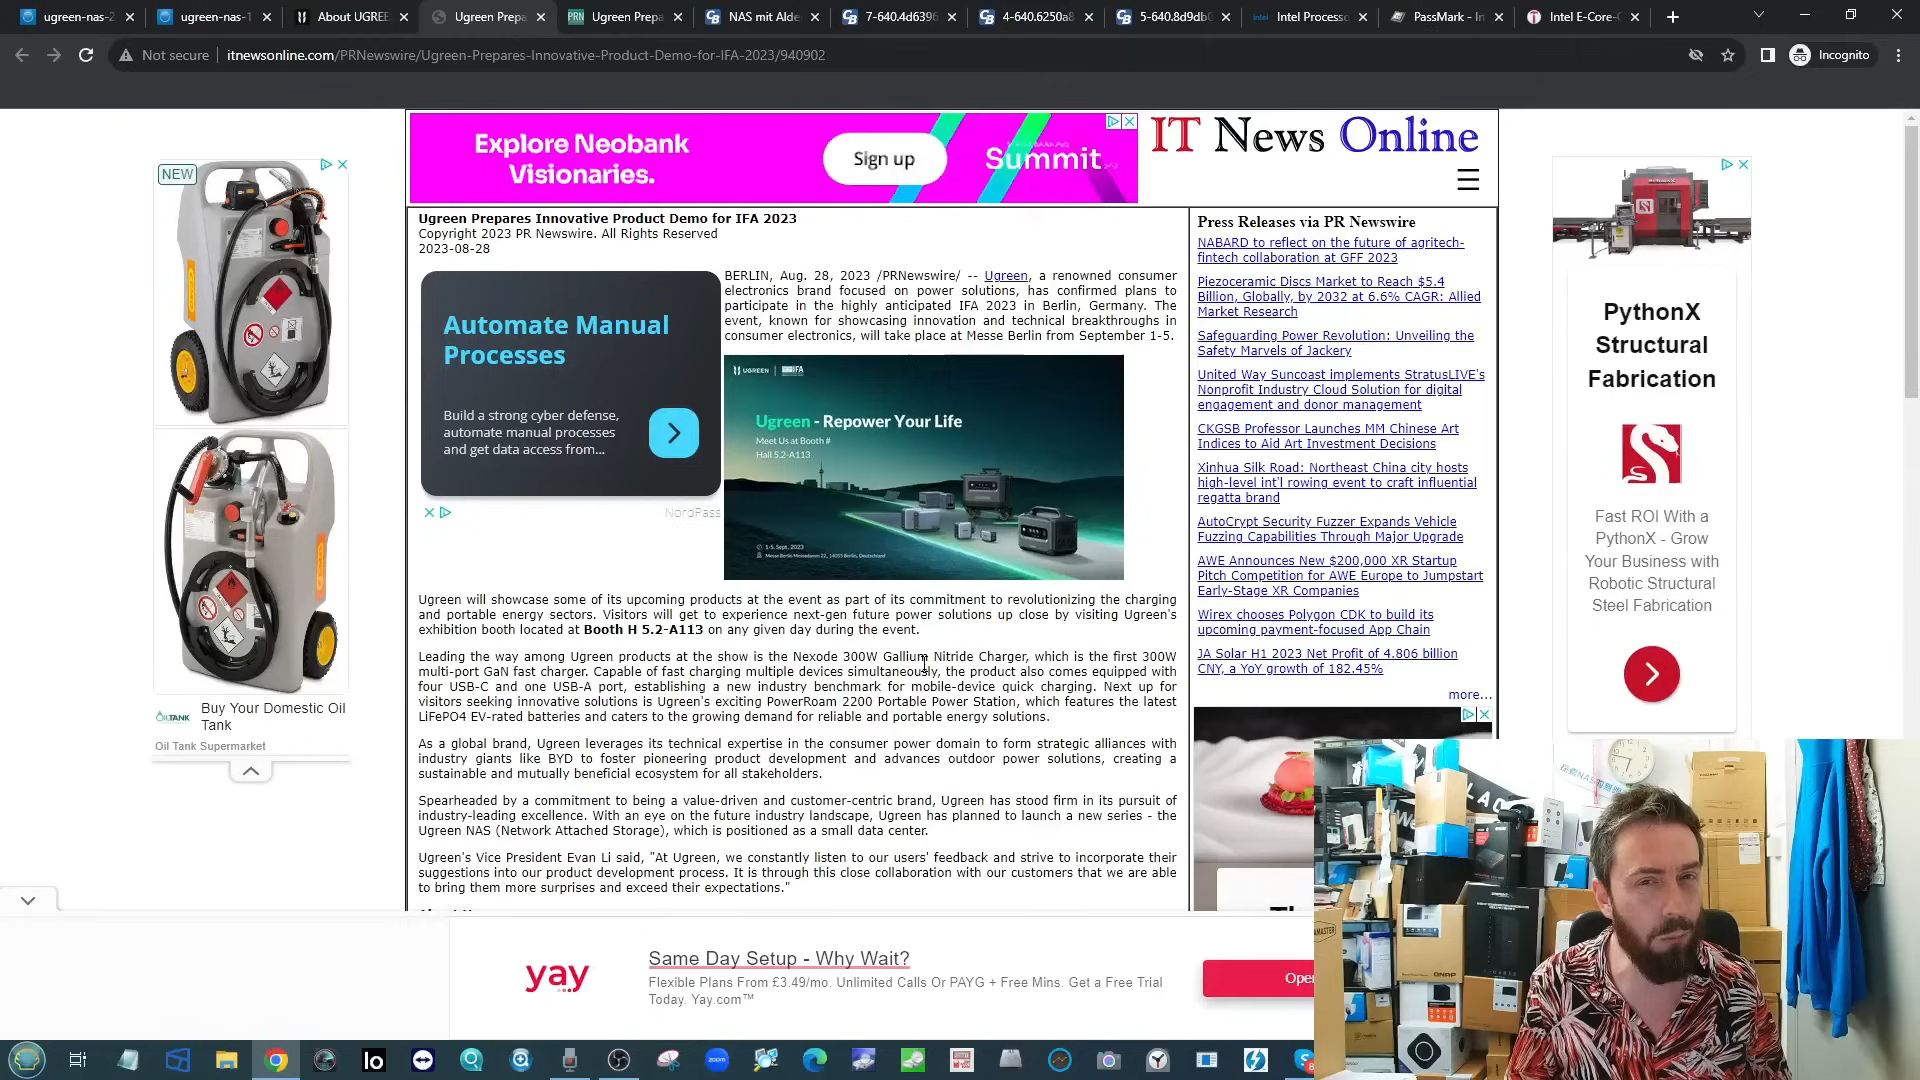 ugreen-nas-2
ugreen-nas-1
About UGREE
Ugreen Prepa
Ugreen Prepa
NAS mit Alde
7-640.4d6396
4-640.6250a8
5-640.8d9db
Intel Processo
PassMark - In
Intel E-Core-
Not secure
itnewsonline.com/PRNewswire/Ugreen-Prepares-Innovative-Product-Demo-for-IFA-2023/940902
Incognito
Explore Neobank
Visionaries.
Sign up
Summit
IT News Online
NEW
Ugreen Prepares Innovative Product Demo for IFA 2023
Copyright 2023 PR Newswire. All Rights Reserved
2023-08-28
Automate Manual
Processes
Build a strong cyber defense,
automate manual processes
and get data access from...
NordPass
BERLIN, Aug. 28, 2023 /PRNewswire/ -- Ugreen, a renowned consumer
electronics brand focused on power solutions, has confirmed plans to
participate in the highly anticipated IFA 2023 in Berlin, Germany. The
event, known for showcasing innovation and technical breakthroughs in
consumer electronics, will take place at Messe Berlin from September 1-5.
UGREEN | IFA
Ugreen - Repower Your Life
Meet Us at Booth #
Hall 5.2-A113
1-5 Sept, 2023
Messe Berlin Messedamm 22, 14055 Berlin, Deutschland
Ugreen will showcase some of its upcoming products at the event as part of its commitment to revolutionizing the charging
and portable energy sectors. Visitors will get to experience next-gen future power solutions up close by visiting Ugreen's
exhibition booth located at Booth H 5.2-A113 on any given day during the event.
Leading the way among Ugreen products at the show is the Nexode 300W Gallium Nitride Charger, which is the first 300W
multi-port GaN fast charger. Capable of fast charging multiple devices simultaneously, the product also comes equipped with
four USB-C and one USB-A port, establishing a new industry benchmark for mobile-device quick charging. Next up for
visitors seeking innovative solutions is Ugreen's exciting PowerRoam 2200 Portable Power Station, which features the latest
LiFePO4 EV-rated batteries and caters to the growing demand for reliable and portable energy solutions.
As a global brand, Ugreen leverages its technical expertise in the consumer power domain to form strategic alliances with
industry giants like BYD to foster pioneering product development and advances outdoor power solutions, creating a
sustainable and mutually beneficial ecosystem for all stakeholders.
Spearheaded by a commitment to being a value-driven and customer-centric brand, Ugreen has stood firm in its pursuit of
industry-leading excellence. With an eye on the future industry landscape, Ugreen has planned to launch a new series - the
Ugreen NAS (Network Attached Storage), which is positioned as a small data center.
Ugreen's Vice President Evan Li said, "At Ugreen, we constantly listen to our users' feedback and strive to incorporate their
suggestions into our product development process. It is through this close collaboration with our customers that we are able
to bring them more surprises and exceed their expectations."
Press Releases via PR Newswire
NABARD to reflect on the future of agritech-
fintech collaboration at GFF 2023
Piezoceramic Discs Market to Reach $5.4
Billion, Globally, by 2032 at 6.6% CAGR: Allied
Market Research
Safeguarding Power Revolution: Unveiling the
Safety Marvels of Jackery
United Way Suncoast implements StratusLIVE's
Nonprofit Industry Cloud Solution for digital
engagement and donor management
CKGSB Professor Launches MM Chinese Art
Indices to Aid Art Investment Decisions
Xinhua Silk Road: Northeast China city hosts
high-level int'l rowing event to craft influential
regatta brand
AutoCrypt Security Fuzzer Expands Vehicle
Fuzzing Capabilities Through Major Upgrade
AWE Announces New $200,000 XR Startup
Pitch Competition for AWE Europe to Jumpstart
Early-Stage XR Companies
Wirex chooses Polygon CDK to build its
upcoming payment-focused App Chain
JA Solar H1 2023 Net Profit of 4.806 billion
CNY, a YoY growth of 182.45%
more...
PythonX
Structural
Fabrication
Fast ROI With a
PythonX - Grow
Your Business with
Robotic Structural
Steel Fabrication
OILTANK
Buy Your Domestic Oil
Tank
Oil Tank Supermarket
yay
Same Day Setup - Why Wait?
Flexible Plans From £3.49/mo. Unlimited Calls Or PAYG + Free Mins. Get a Free Trial
Today. Yay.com™
Open
QNAP
Io
zoom